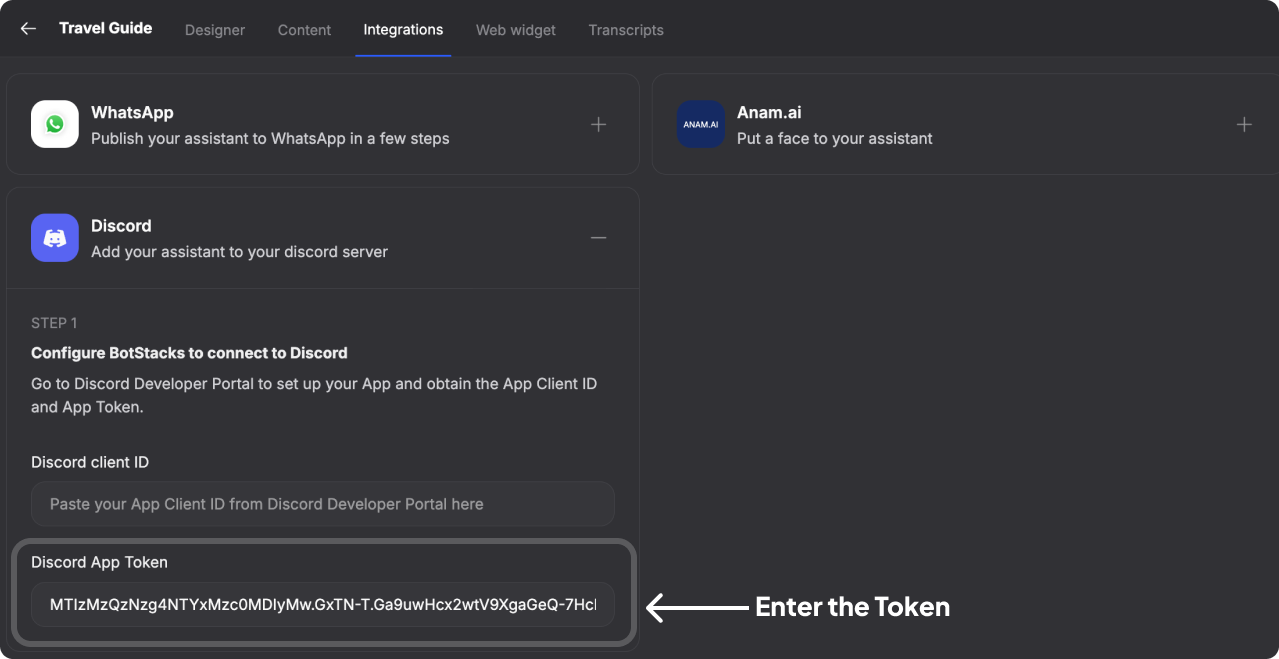 Travel Guide Designer Content Integrations Web widget Transcripts
WhatsApp
Publish your assistant to WhatsApp in a few steps
ANAM.AI
Anam.ai
Put a face to your assistant
Discord
Add your assistant to your discord server
STEP 1
Configure BotStacks to connect to Discord
Go to Discord Developer Portal to set up your App and obtain the App Client ID
and App Token.
Discord client ID
Paste your App Client ID from Discord Developer Portal here
Discord App Token
Enter the Token